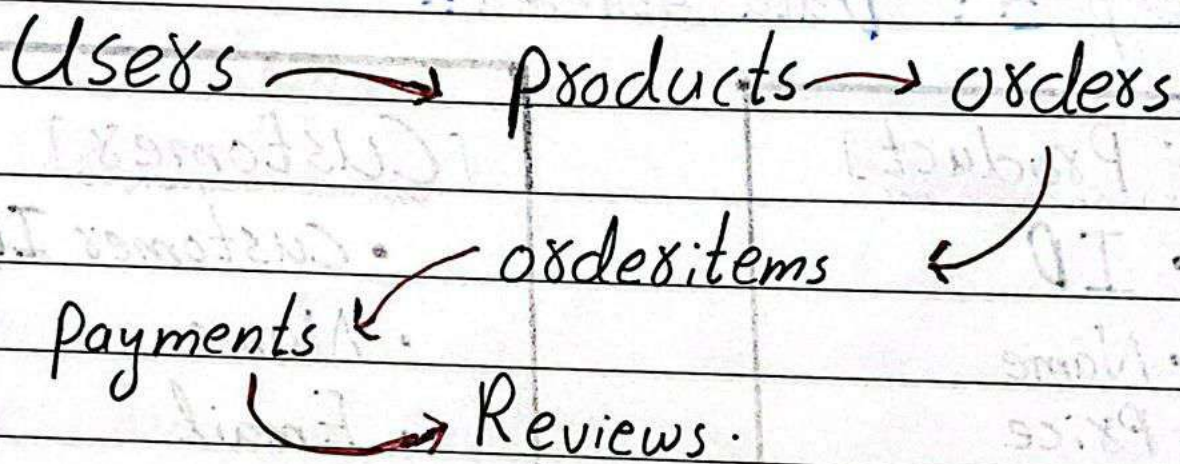 Users → products → orders
orderitems
payments
Reviews.